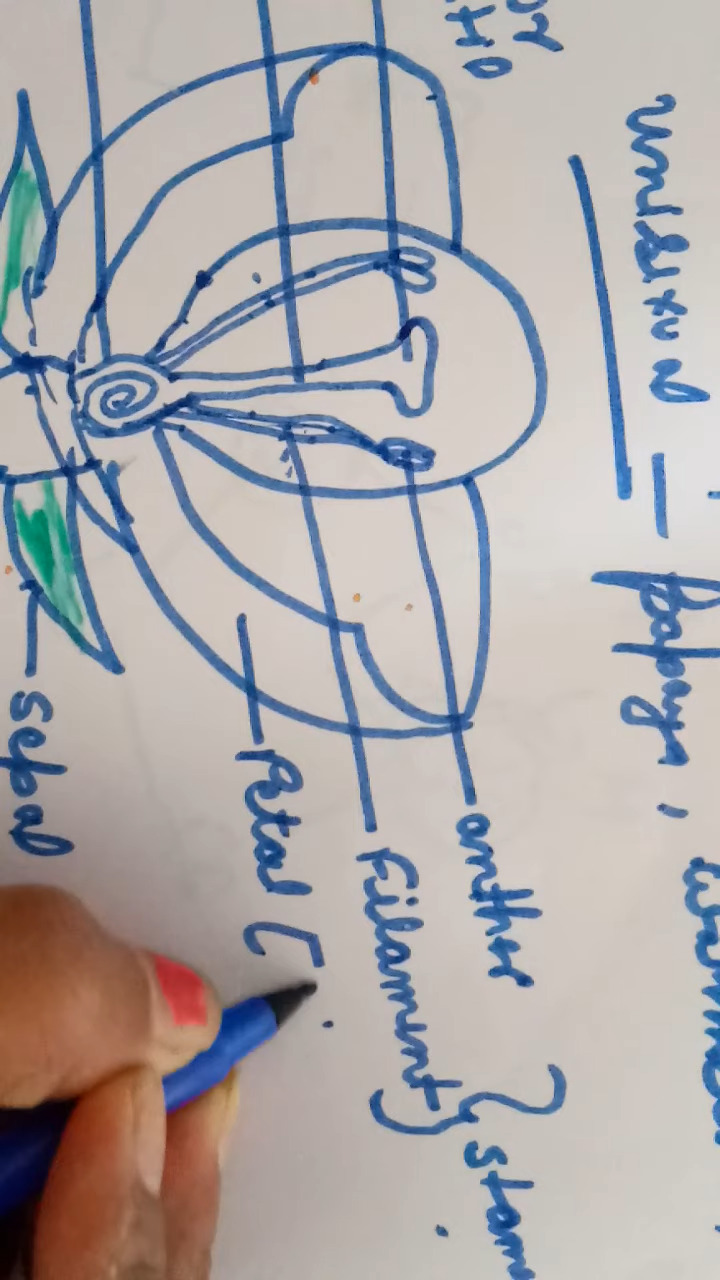 unisexual — papaya,
anther
Filament } stam
Petal [
sepal